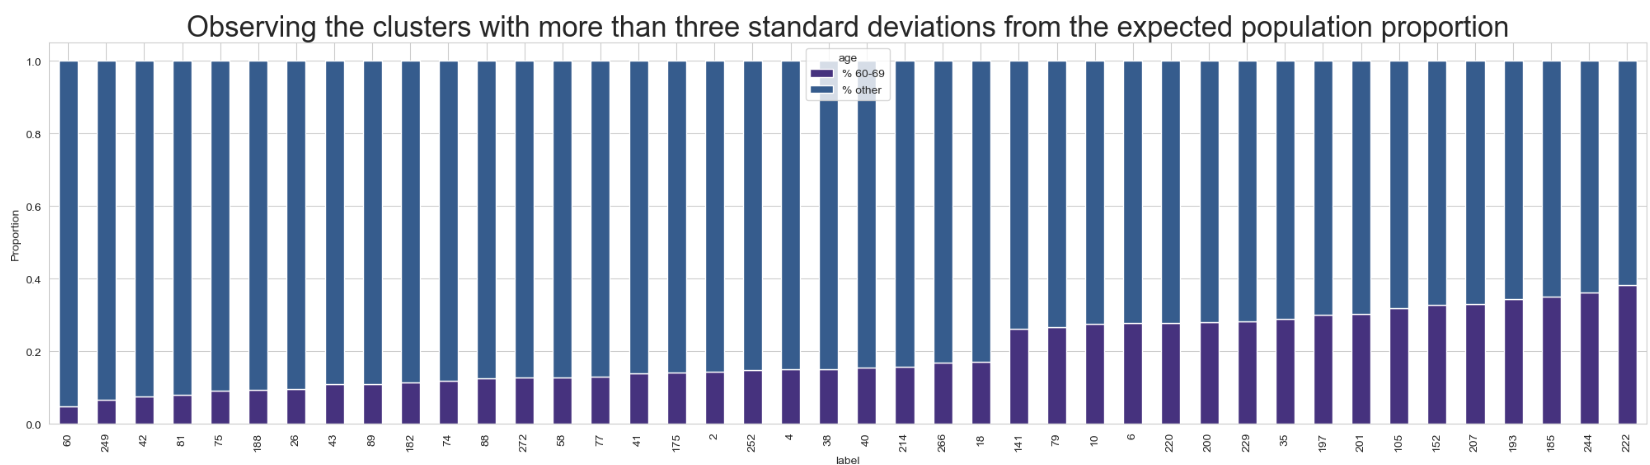 Observing the clusters with more than three standard deviations from the expected population proportion
age
% 60-69
% other
1.0
0.8
0.6
0.4
0.2
0.0
Proportion
60 249 42 81 75 188 26 43 89 182 74 88 272 58 77 41 175 2 252 4 38 40 214 266 18 141 79 10 6 220 200 229 35 197 201 105 152 207 193 185 244 222
label